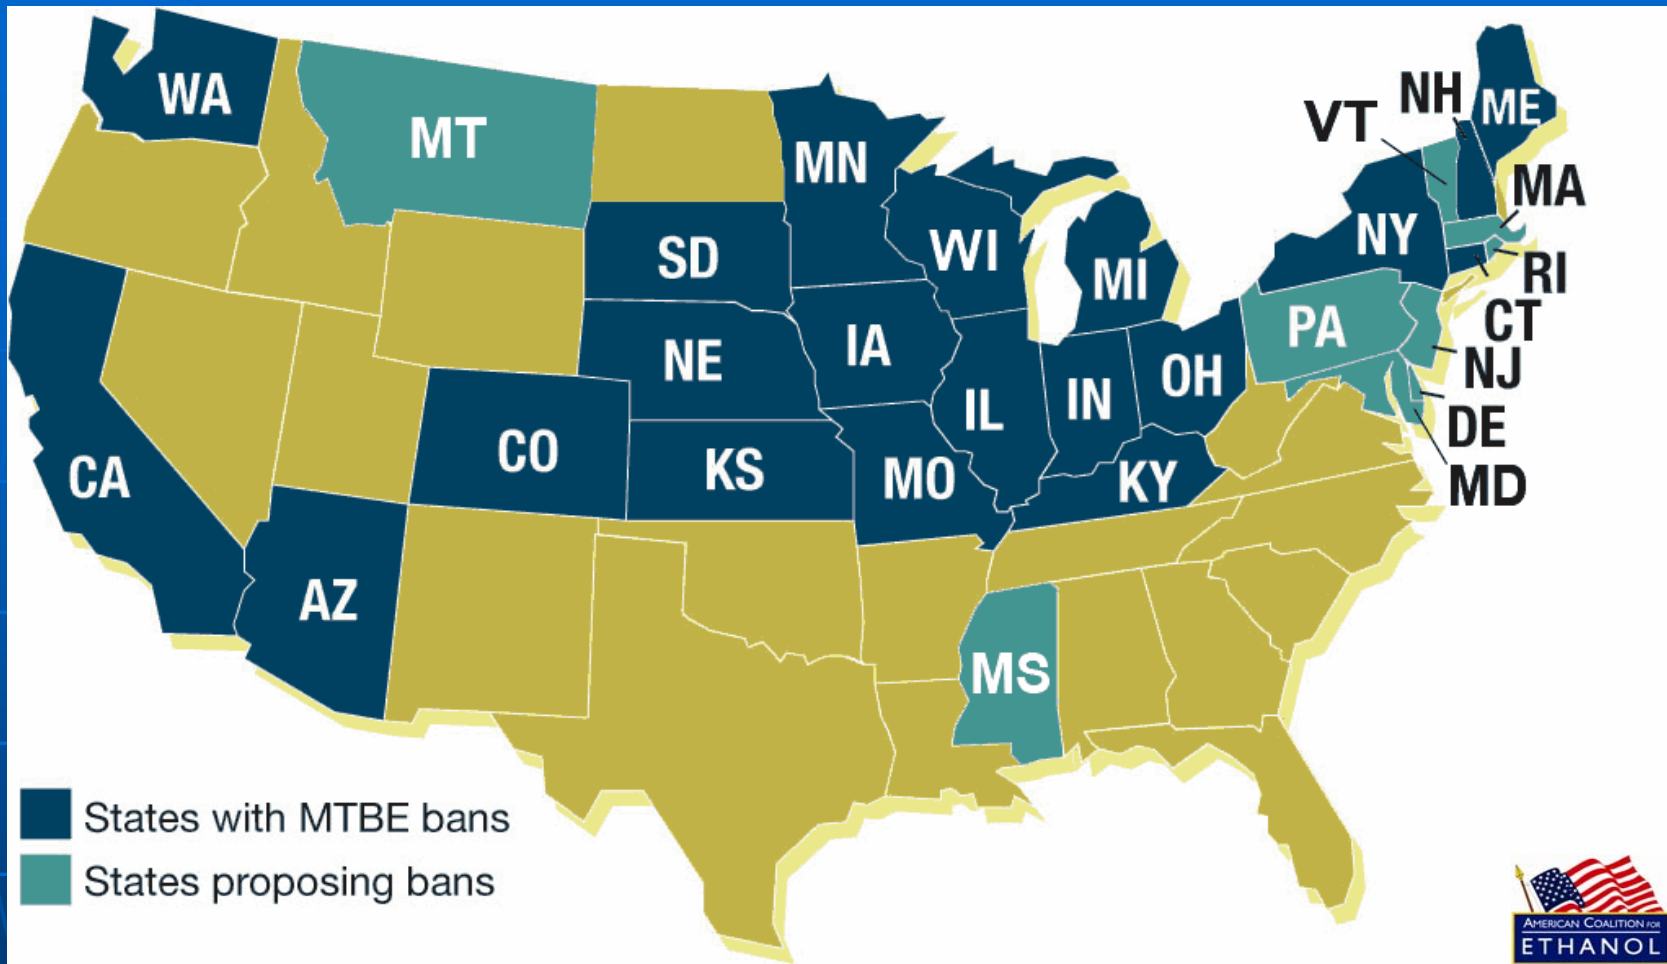 WA
MT
MN
VT
NH
ME
MA
SD
WI
MI
NY
RI
NE
IA
PA
CT
NJ
CO
KS
MO
IL
IN
OH
DE
CA
KY
MD
AZ
MS
States with MTBE bans
States proposing bans
AMERICAN COALITION FOR
ETHANOL